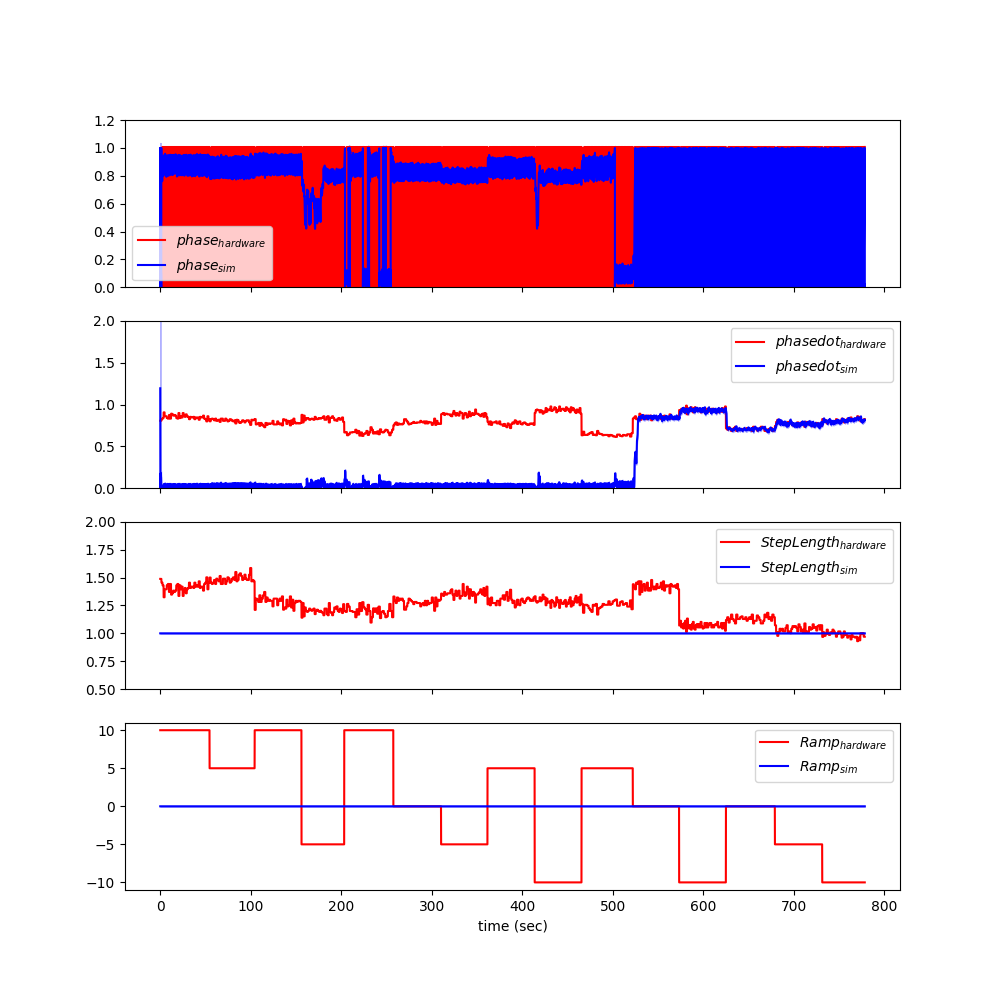 1.2
1.0
0.8
0.6
0.4
0.2
0.0
phase_hardware
phase_sim
2.0
1.5
1.0
0.5
0.0
phasedot_hardware
phasedot_sim
2.00
1.75
1.50
1.25
1.00
0.75
0.50
StepLength_hardware
StepLength_sim
10
5
0
−5
−10
Ramp_hardware
Ramp_sim
0 100 200 300 400 500 600 700 800
time (sec)